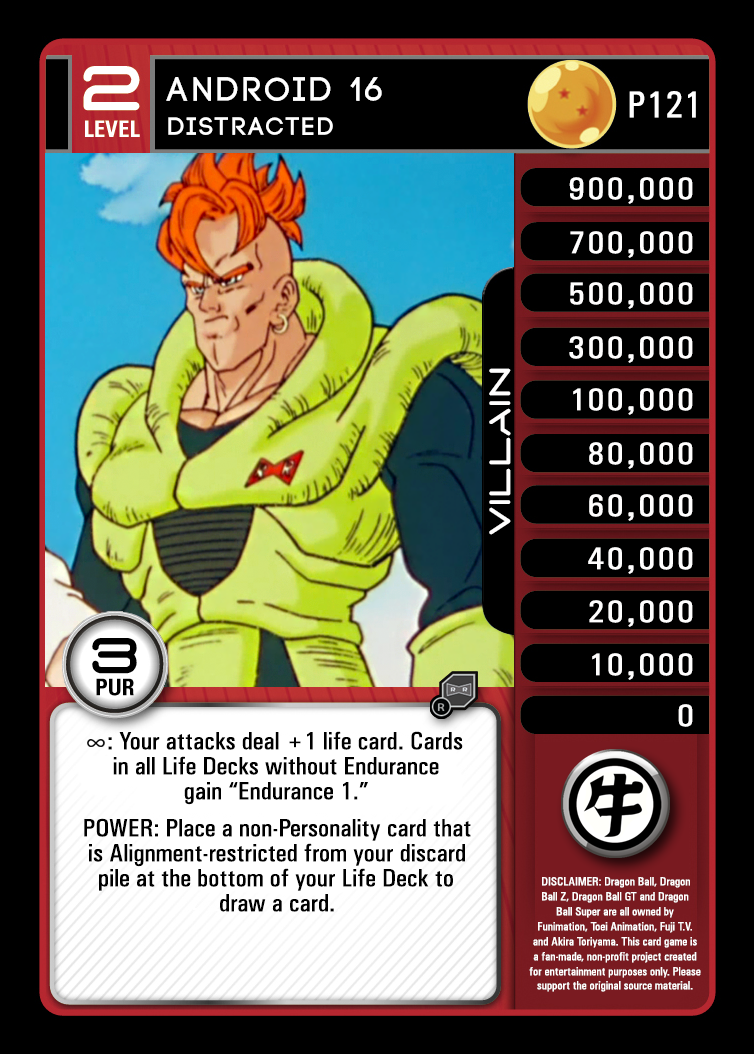 2
LEVEL
ANDROID 16
DISTRACTED
P121
900,000
700,000
500,000
300,000
100,000
80,000
60,000
40,000
20,000
10,000
0
VILLAIN
3
PUR
R R
R
∞: Your attacks deal +1 life card. Cards
in all Life Decks without Endurance
gain “Endurance 1.”
POWER: Place a non-Personality card that
is Alignment-restricted from your discard
pile at the bottom of your Life Deck to
draw a card.
牛
DISCLAIMER: Dragon Ball, Dragon
Ball Z, Dragon Ball GT and Dragon
Ball Super are all owned by
Funimation, Toei Animation, Fuji T.V.
and Akira Toriyama. This card game is
a fan-made, non-profit project created
for entertainment purposes only. Please
support the original source material.